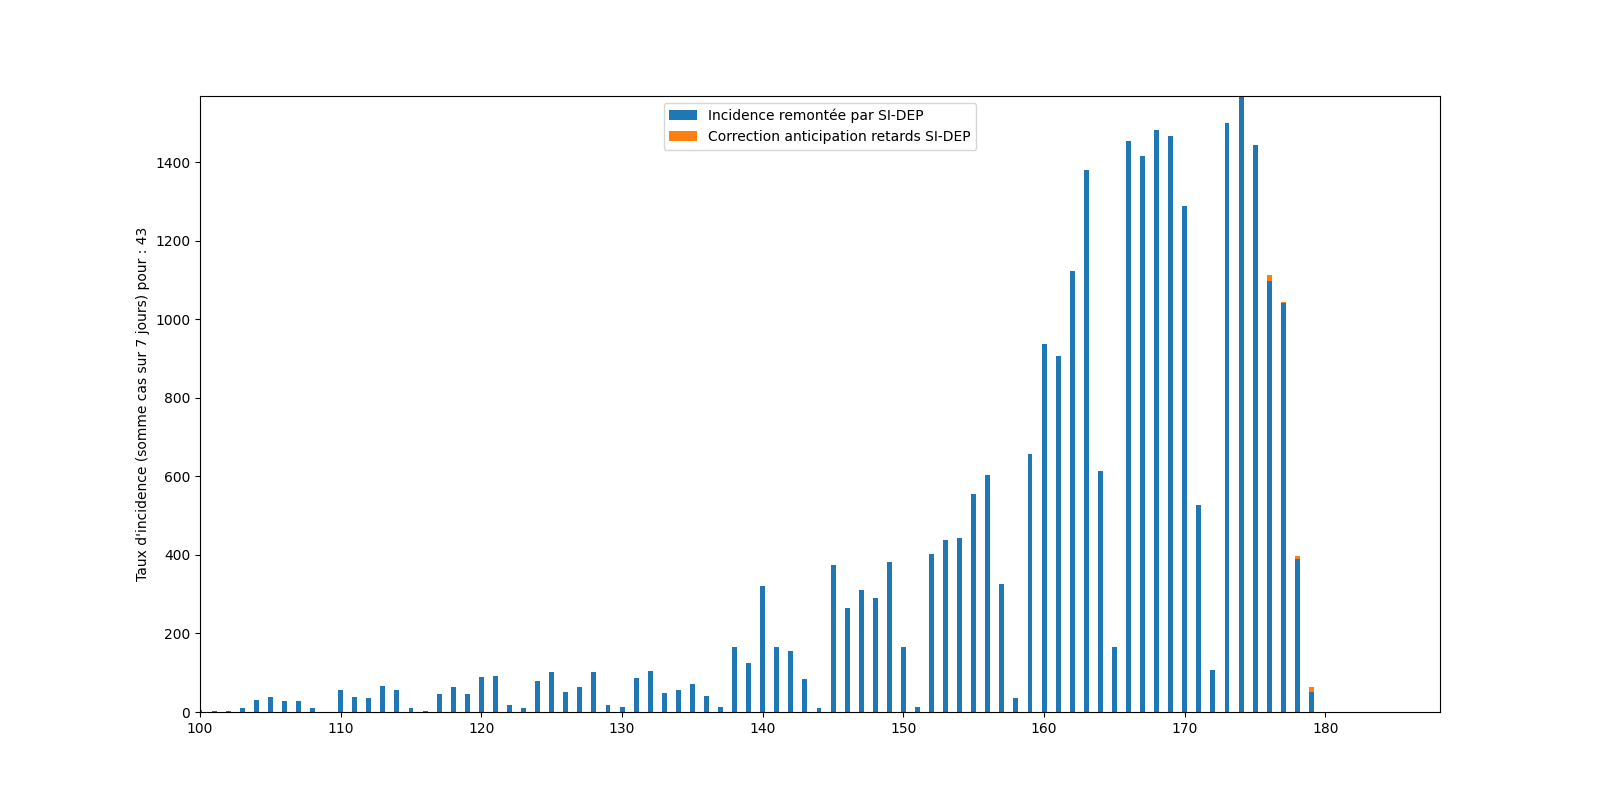 Incidence remontée par SI-DEP
Correction anticipation retards SI-DEP
Taux d'incidence (somme cas sur 7 jours) pour : 43
1400
1200
1000
800
600
400
200
0
100 110 120 130 140 150 160 170 180